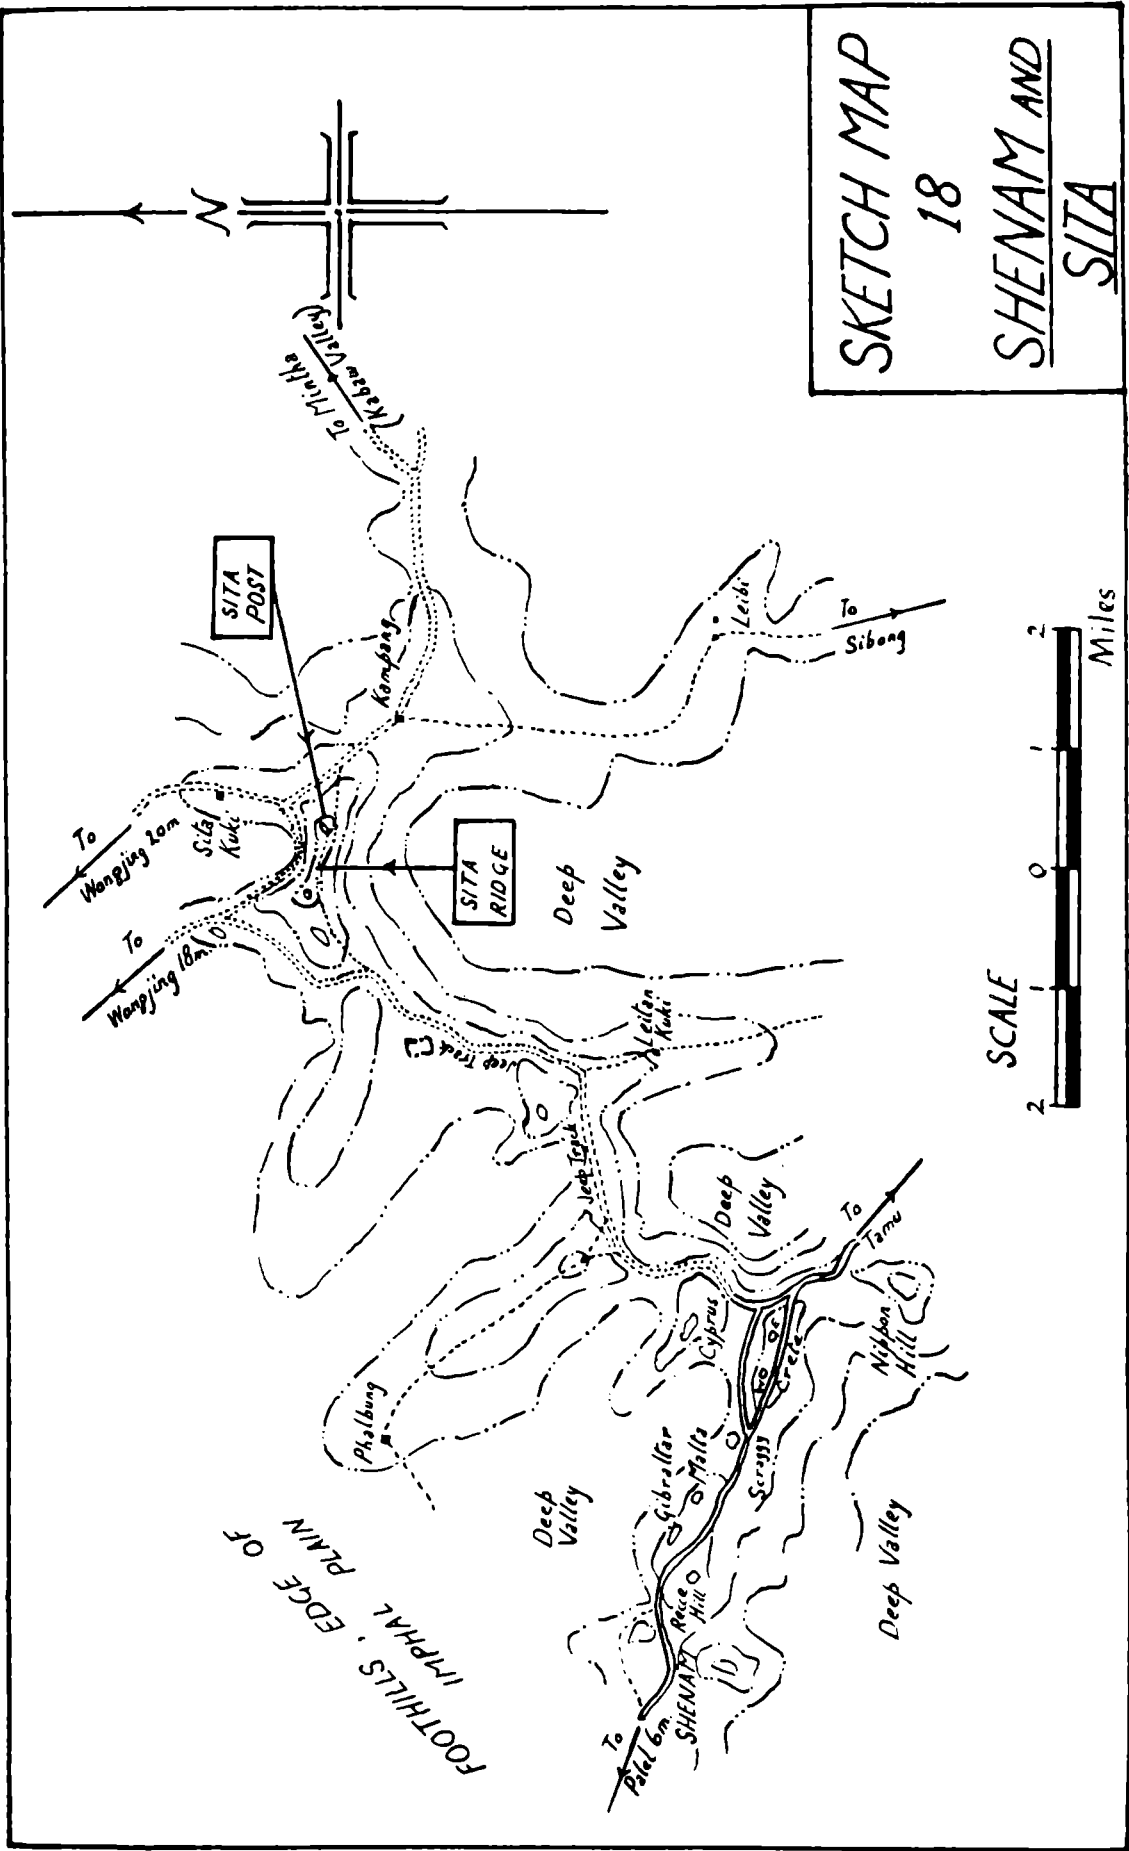 SKETCH MAP
18
SHENAM AND
SITA
N
To Mintha
(Kabaw Valley)
SITA
POST
Kampang
To
Wangjing 20m
Sita
Kuki
To
Wangjing 18m
SITA
RIDGE
Deep
Valley
Leibi
To
Sibong
Jeep Track
Leitan
Kuki
Jeep Track
Deep
Valley
To
Tamu
Cyprus
Crete
Nippon
Hill
Phalbung
Scraggy
Malta
Gibraltar
Deep
Valley
Recce
Hill
SHENAM
To
Palel 6m.
Deep Valley
FOOTHILLS, EDGE OF
IMPHAL PLAIN
SCALE
2 1 0 1 2
Miles